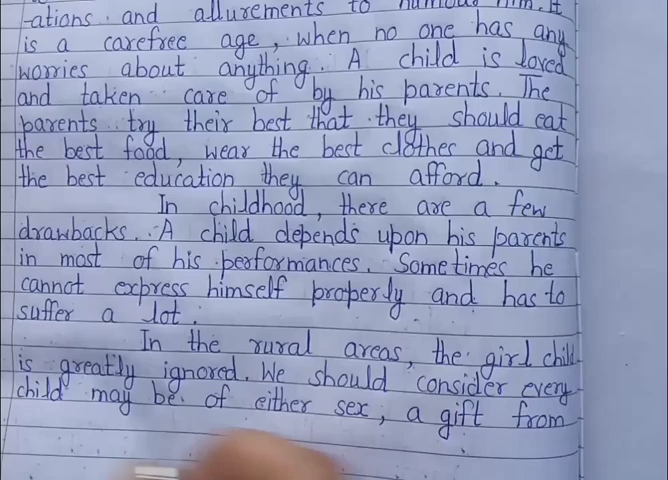 -ations and allurements to humour him. It
is a carefree age, when no one has any
worries about anything. A child is loved
and taken care of by his parents. The
parents try their best that they should eat
the best food, wear the best clothes and get
the best education they can afford.
In childhood, there are a few
drawbacks. A child depends upon his parents
in most of his performances. Sometimes he
cannot express himself properly and has to
suffer a lot.
In the rural areas, the girl child
is greatly ignored. We should consider every
child may be of either sex, a gift from